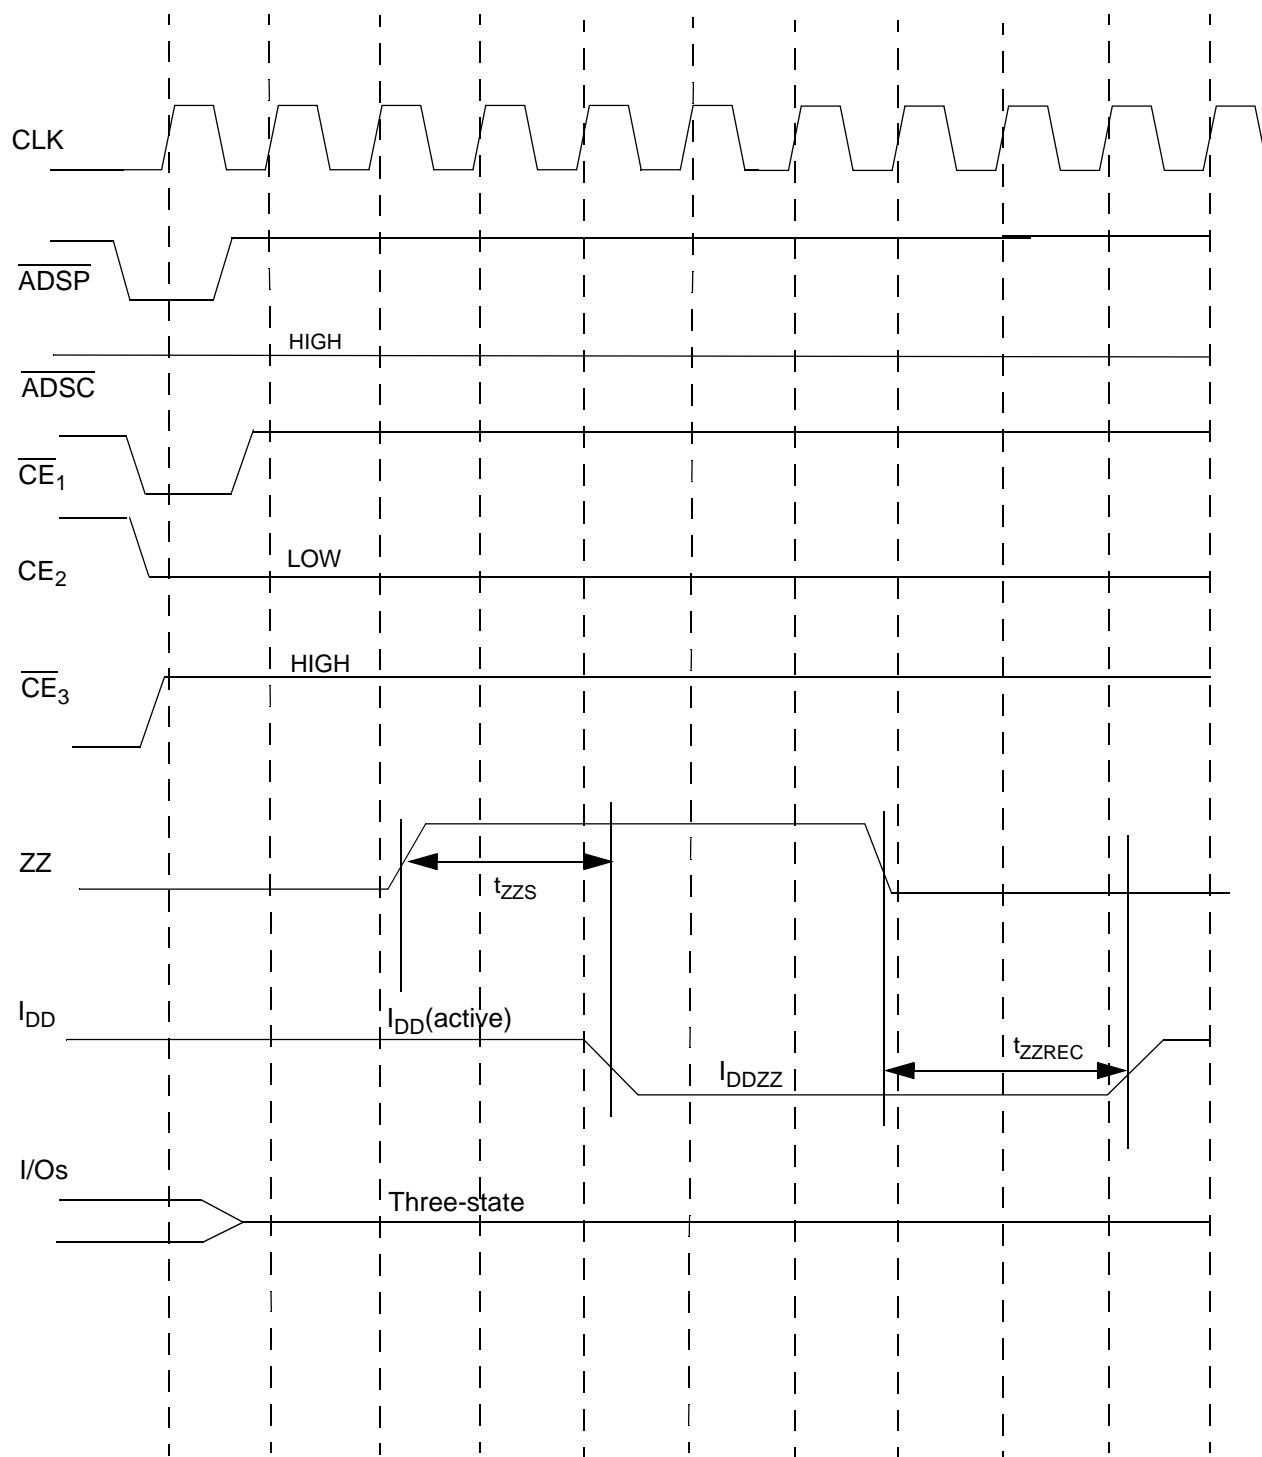 CLK
ADSP
HIGH
ADSC
CE1
LOW
CE2
HIGH
CE3
ZZ
tZZS
IDD
IDD(active)
tZZREC
IDDZZ
I/Os
Three-state